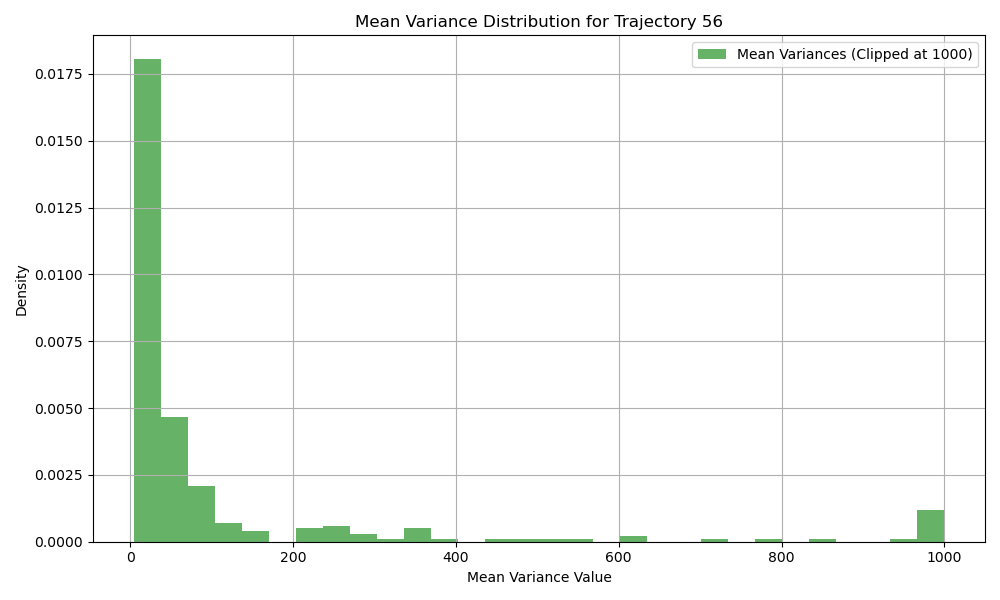 Mean Variance Distribution for Trajectory 56
Mean Variances (Clipped at 1000)
Density
0.0175
0.0150
0.0125
0.0100
0.0075
0.0050
0.0025
0.0000
0 200 400 600 800 1000
Mean Variance Value